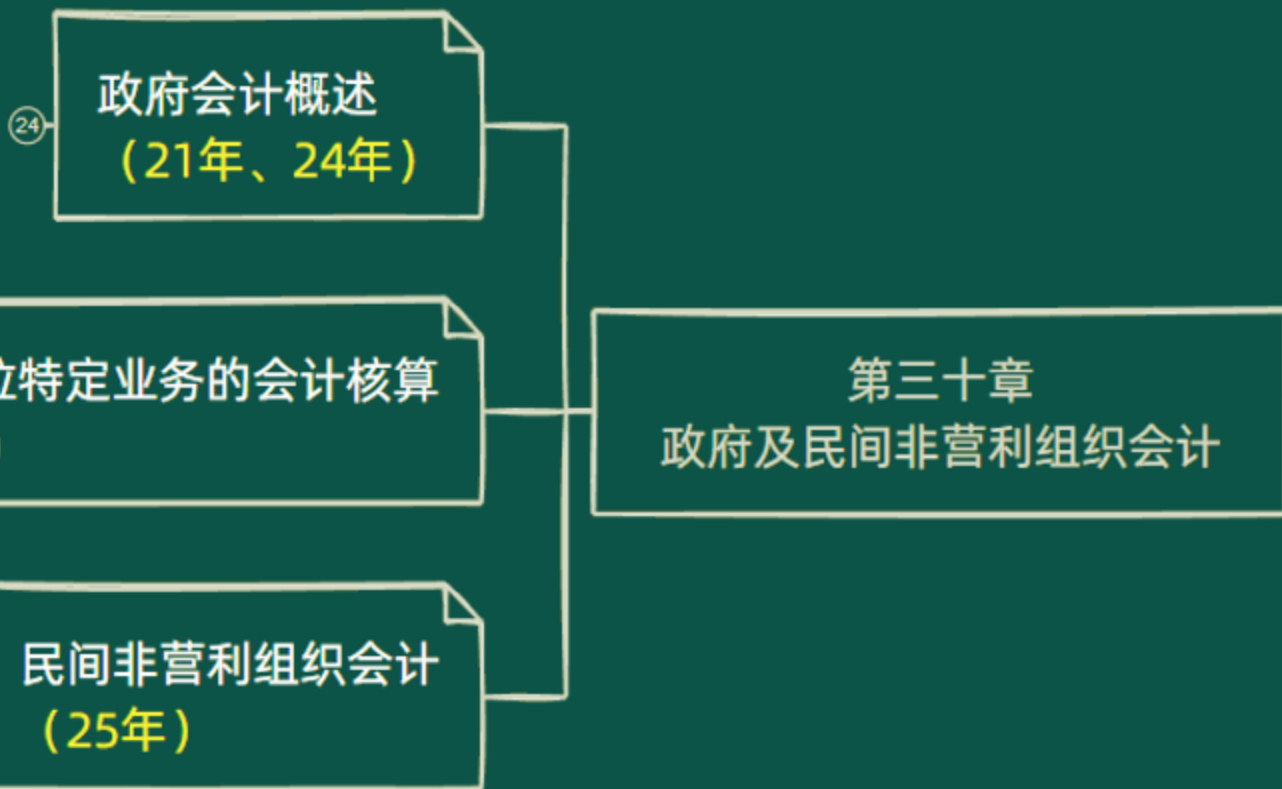 政府会计概述
（21年、24年）
24
位特定业务的会计核算
）
第三十章
政府及民间非营利组织会计
民间非营利组织会计
（25年）